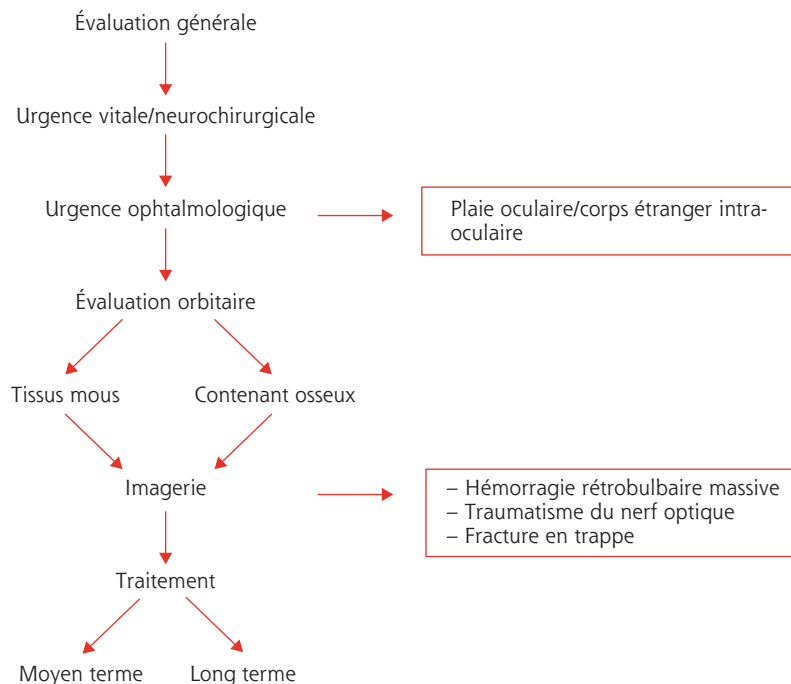 Évaluation générale
Urgence vitale/neurochirurgicale
Urgence ophtalmologique
Plaie oculaire/corps étranger intra-
oculaire
Évaluation orbitaire
Tissus mous
Contenant osseux
Imagerie
– Hémorragie rétrobulbaire massive
– Traumatisme du nerf optique
– Fracture en trappe
Traitement
Moyen terme
Long terme